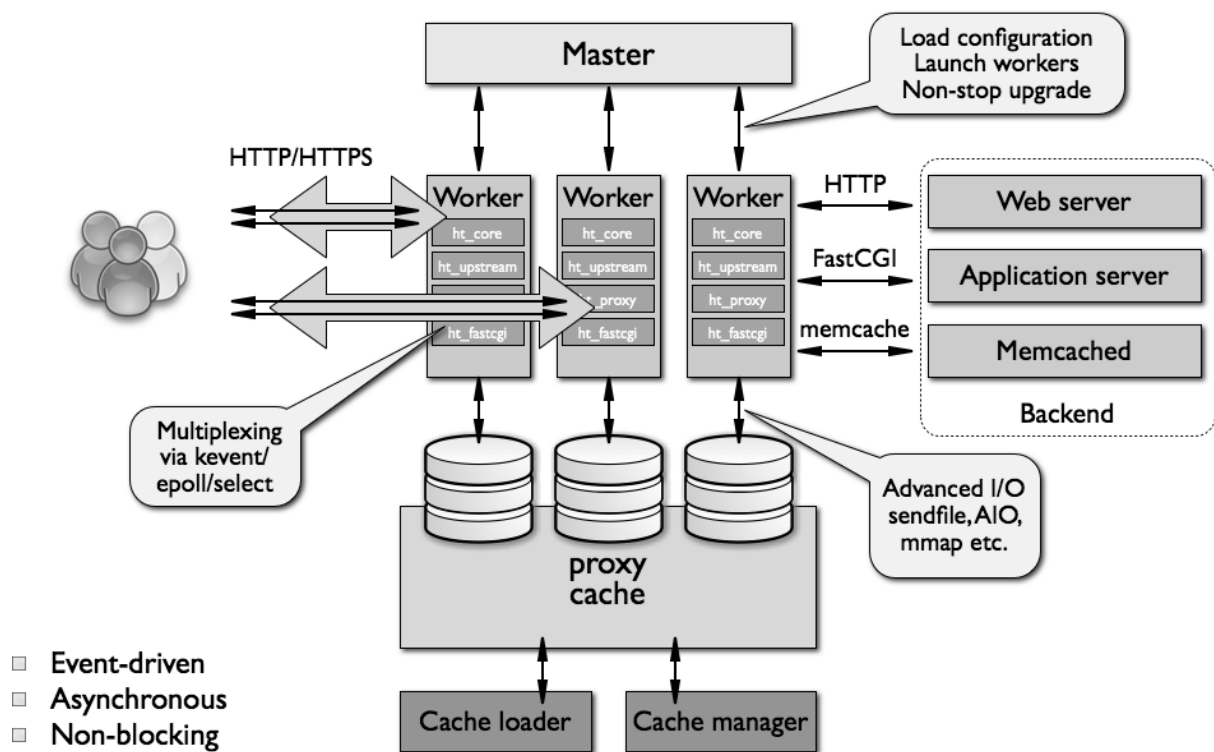 Master
Load configuration
Launch workers
Non-stop upgrade
HTTP/HTTPS
Worker
ht_core
ht_upstream
ht_fastcgi
Worker
ht_core
ht_upstream
ht_proxy
ht_fastcgi
Worker
ht_core
ht_upstream
ht_proxy
ht_fastcgi
HTTP
FastCGI
memcache
Web server
Application server
Memcached
Backend
Multiplexing
via kevent/
epoll/select
Advanced I/O
sendfile, AIO,
mmap etc.
proxy
cache
Cache loader
Cache manager
Event-driven
Asynchronous
Non-blocking